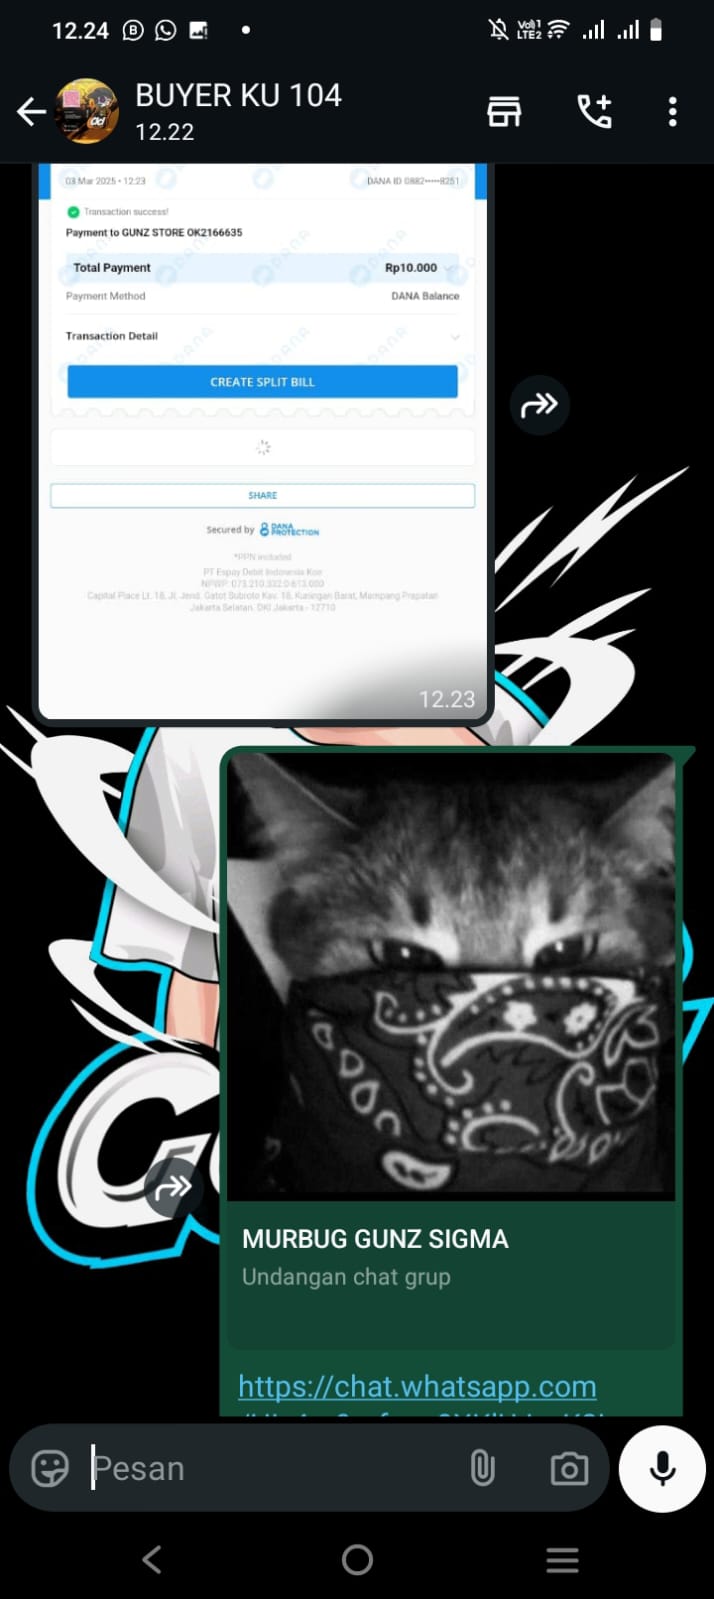 12.24
Vol) 1
LTE2
BUYER KU 104
12.22
03 Mar 2025 • 12:23
DANA ID 0882•••••8251
Transaction success!
Payment to GUNZ STORE OK2166635
Total Payment
Rp10.000
Payment Method
DANA Balance
Transaction Detail
CREATE SPLIT BILL
SHARE
Secured by DANA PROTECTION
*PPN included
PT Espay Debit Indonesia Koe
NPWP: 073.210.332.0-613.000
Capital Place Lt. 18, Jl. Jend. Gatot Subroto Kav. 18, Kuningan Barat, Mampang Prapatan
Jakarta Selatan, DKI Jakarta - 12710
12.23
MURBUG GUNZ SIGMA
Undangan chat grup
https://chat.whatsapp.com
Pesan